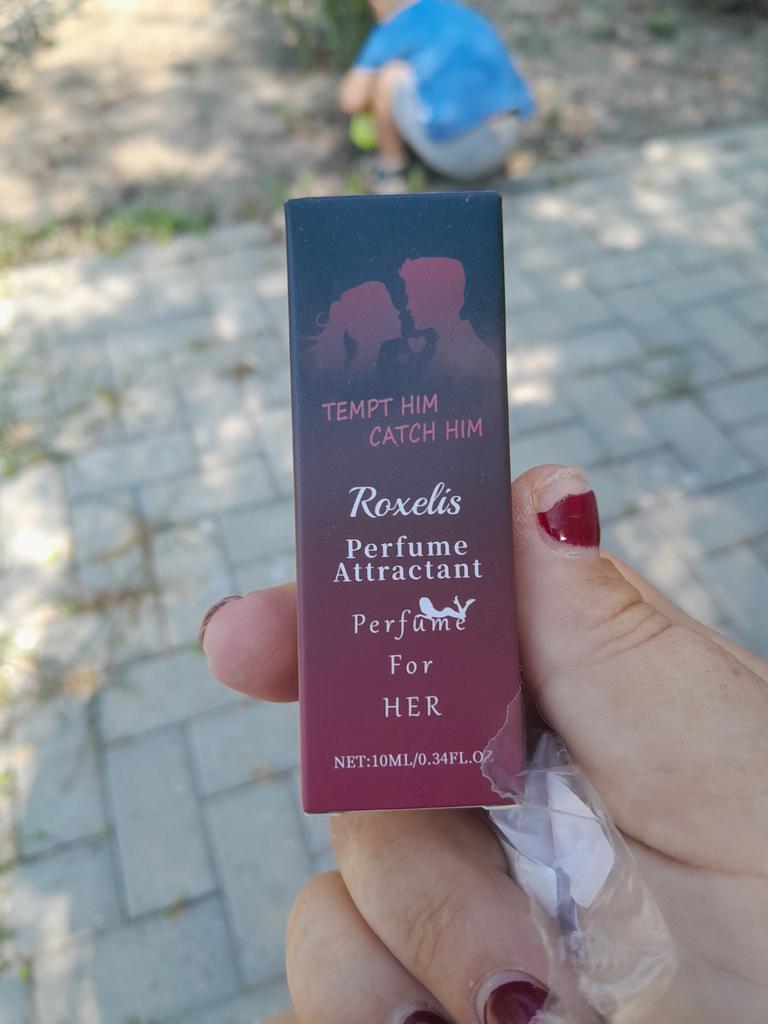 TEMPT HIM
CATCH HIM
Roxelis
Perfume
Attractant
Perfume
For
HER
NET:10ML/0.34FL.OZ